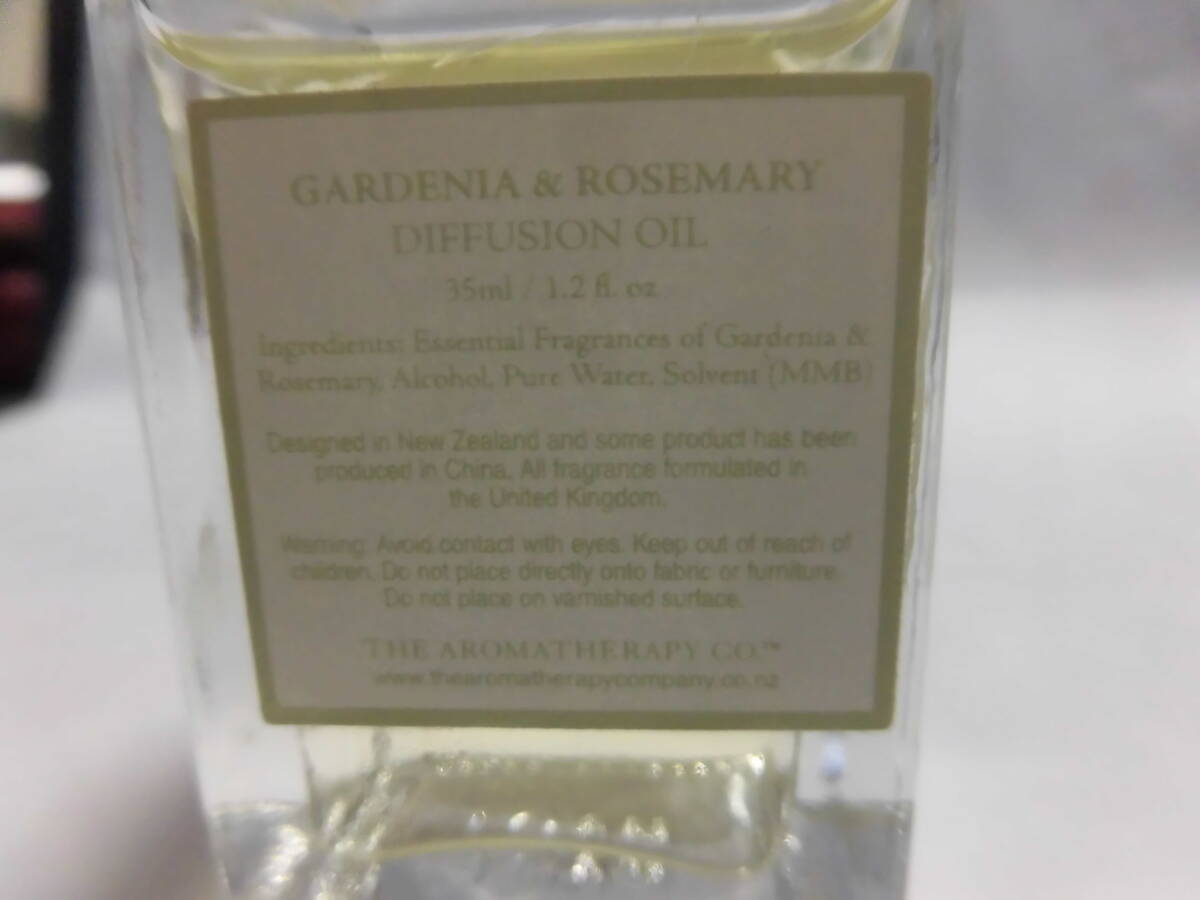 GARDENIA & ROSEMARY
DIFFUSION OIL
35ml / 1.2 fl. oz
Ingredients: Essential Fragrances of Gardenia &
Rosemary, Alcohol, Pure Water, Solvent (MMB)
Designed in New Zealand and some product has been
produced in China. All fragrance formulated in
the United Kingdom.
Warning: Avoid contact with eyes. Keep out of reach of
children. Do not place directly onto fabric or furniture.
Do not place on varnished surface.
THE AROMATHERAPY CO.™
www.thearomatherapycompany.co.nz